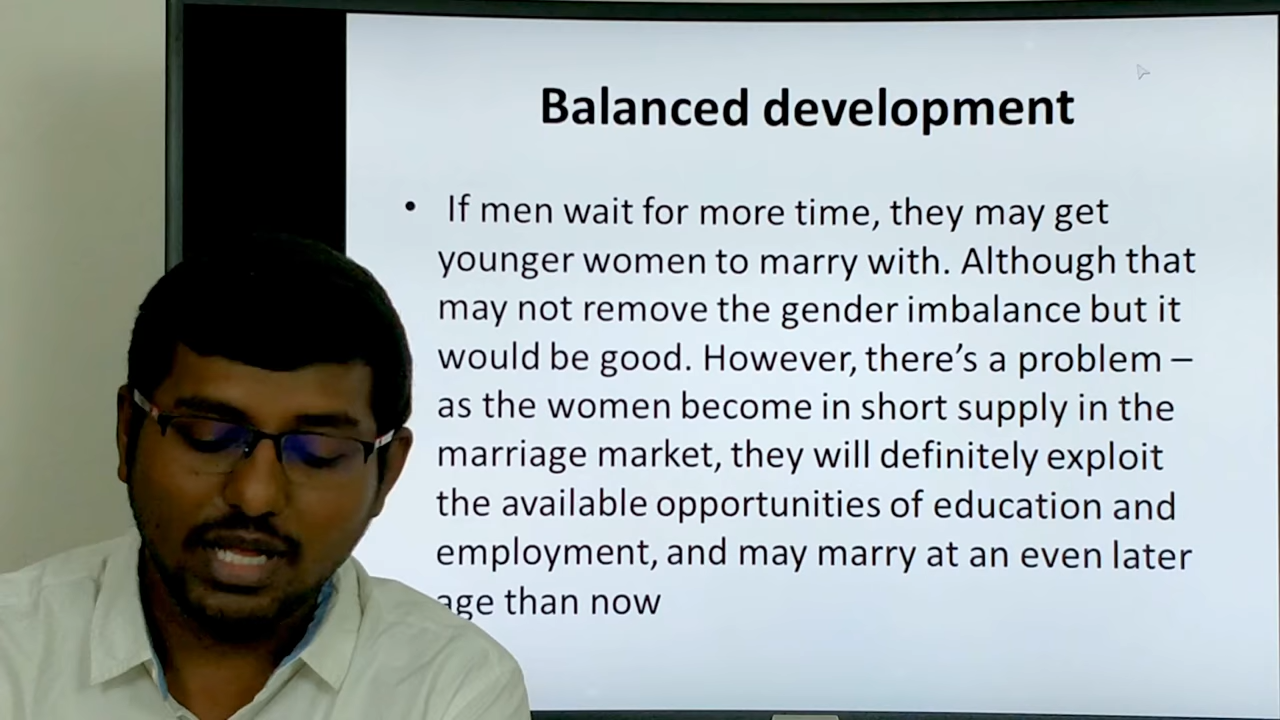 Balanced development
• If men wait for more time, they may get
younger women to marry with. Although that
may not remove the gender imbalance but it
would be good. However, there’s a problem –
as the women become in short supply in the
marriage market, they will definitely exploit
the available opportunities of education and
employment, and may marry at an even later
age than now